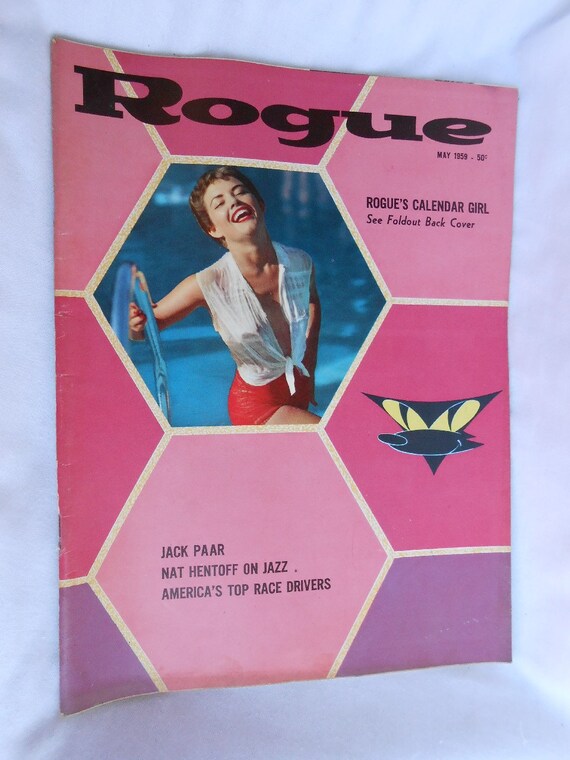 Rogue
MAY 1959 - 50¢
ROGUE'S CALENDAR GIRL
See Foldout Back Cover
JACK PAAR
NAT HENTOFF ON JAZZ .
AMERICA'S TOP RACE DRIVERS